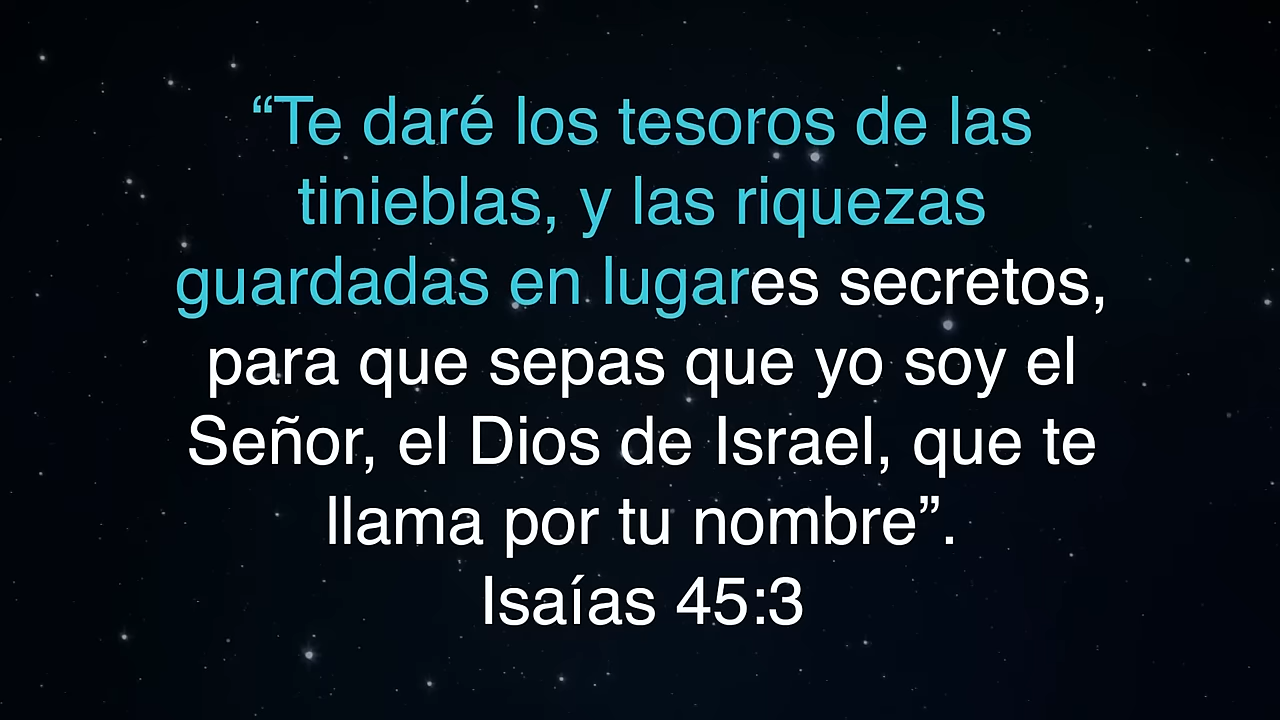 “Te daré los tesoros de las
tinieblas, y las riquezas
guardadas en lugares secretos,
para que sepas que yo soy el
Señor, el Dios de Israel, que te
llama por tu nombre”.
Isaías 45:3